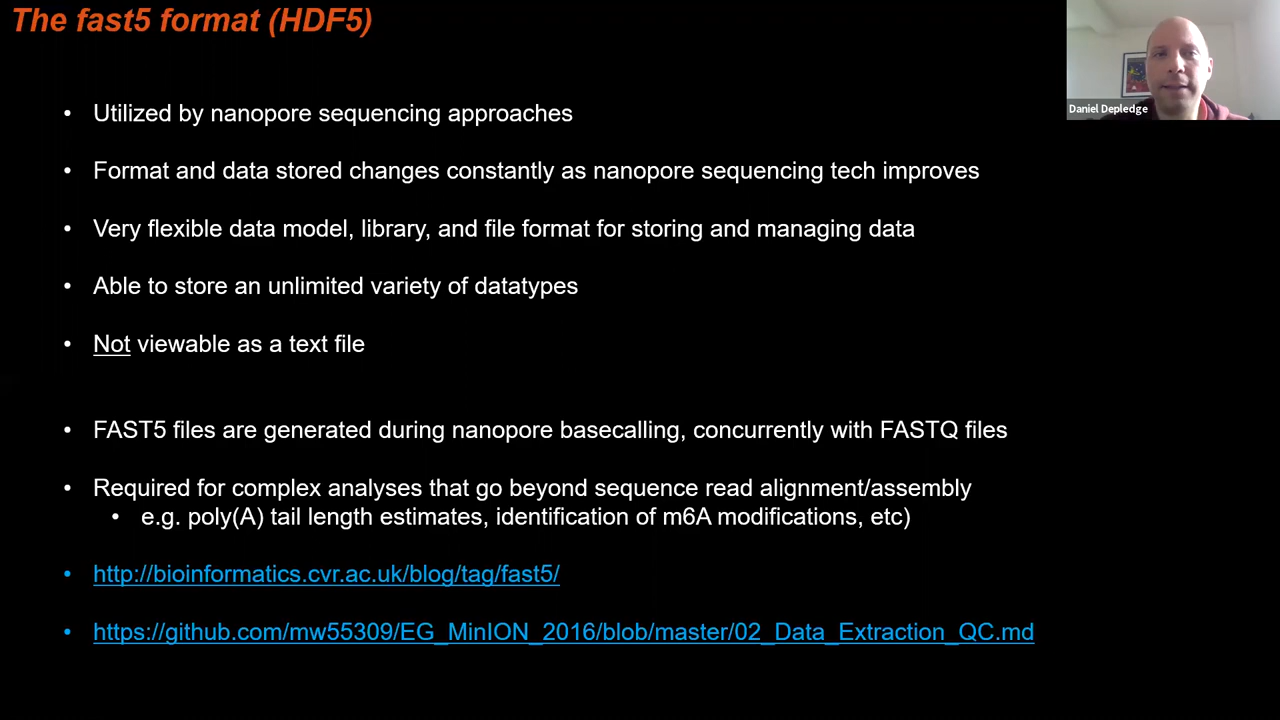 The fast5 format (HDF5)
Daniel Depledge
• Utilized by nanopore sequencing approaches
• Format and data stored changes constantly as nanopore sequencing tech improves
• Very flexible data model, library, and file format for storing and managing data
• Able to store an unlimited variety of datatypes
• Not viewable as a text file
• FAST5 files are generated during nanopore basecalling, concurrently with FASTQ files
• Required for complex analyses that go beyond sequence read alignment/assembly
• e.g. poly(A) tail length estimates, identification of m6A modifications, etc)
• http://bioinformatics.cvr.ac.uk/blog/tag/fast5/
• https://github.com/mw55309/EG_MinION_2016/blob/master/02_Data_Extraction_QC.md